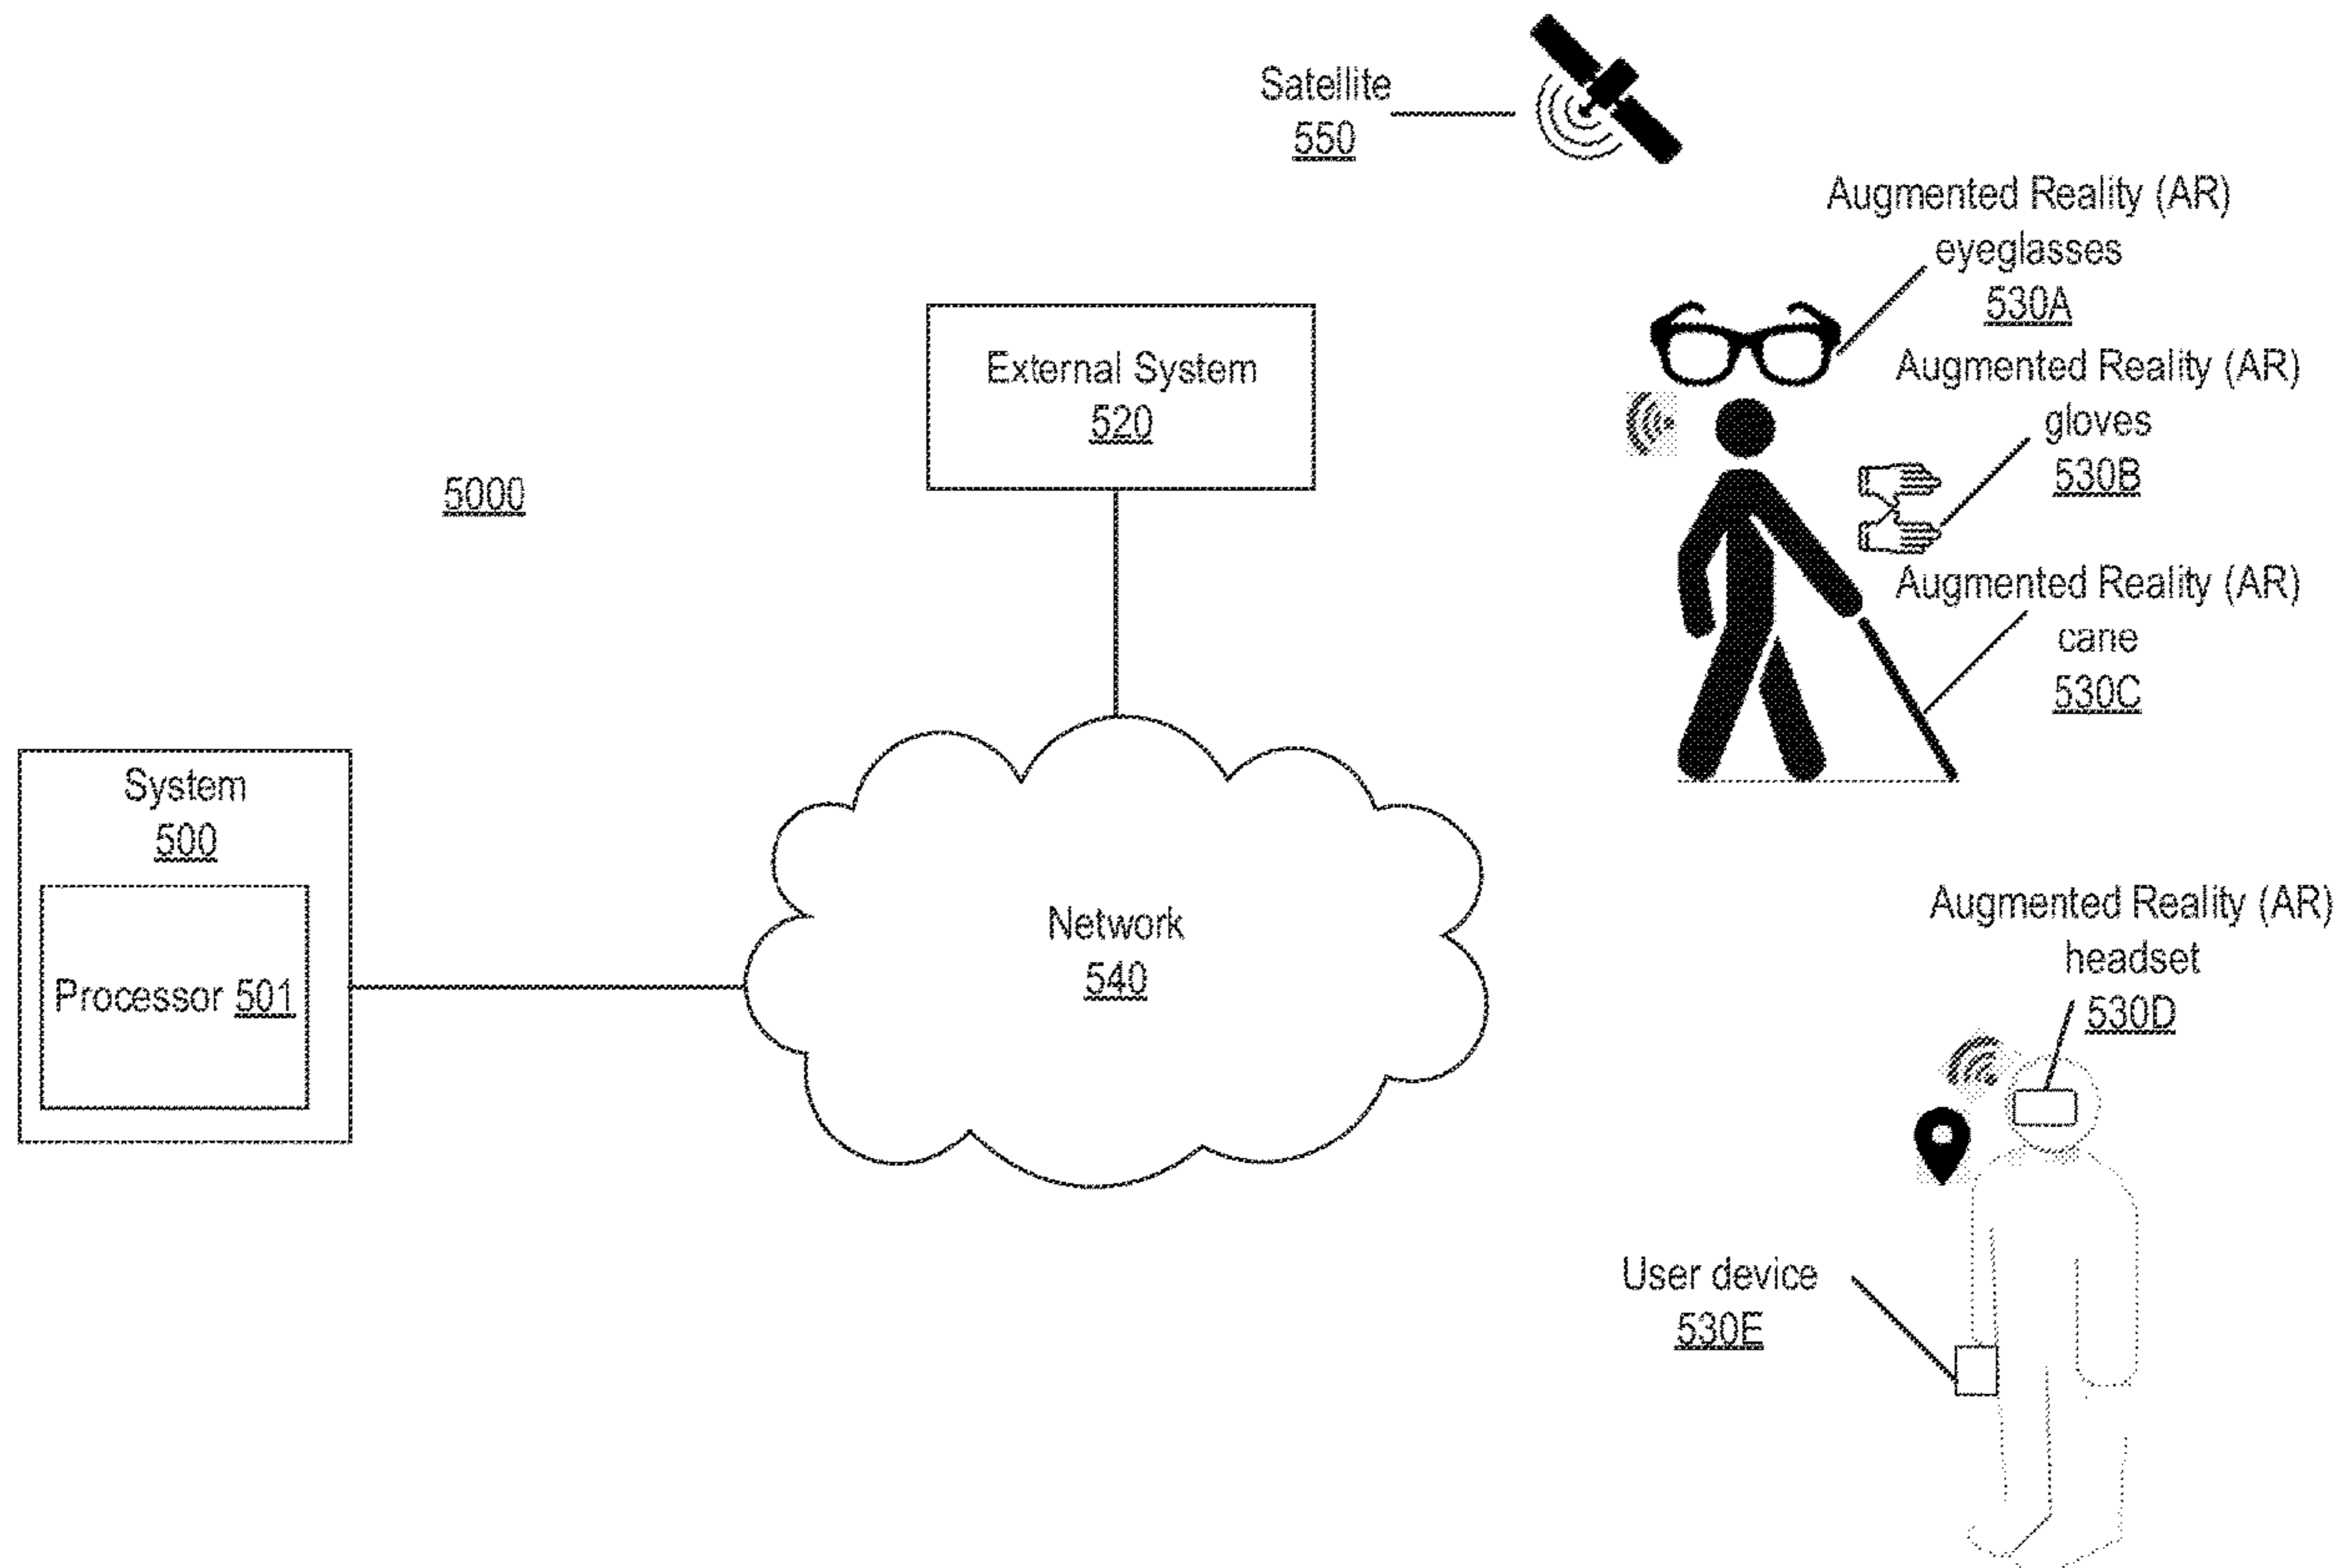 Satellite
550
Augmented Reality (AR)
eyeglasses
530A
External System
520
Augmented Reality (AR)
gloves
530B
5000
Augmented Reality (AR)
cane
530C
System
500
Processor 501
Network
540
Augmented Reality (AR)
headset
530D
User device
530E